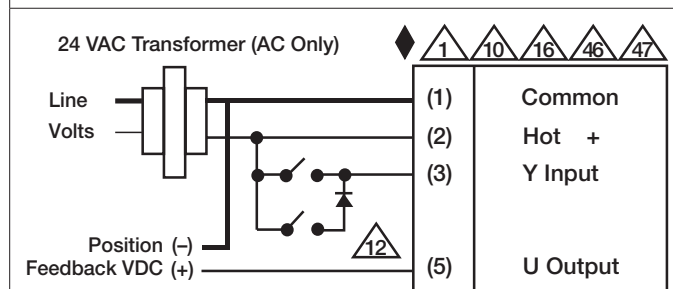 24 VAC Transformer (AC Only)
1 10 16 46 47
Line
Volts
(1) Common
(2) Hot +
(3) Y Input
12
Position (–)
Feedback VDC (+)
(5) U Output